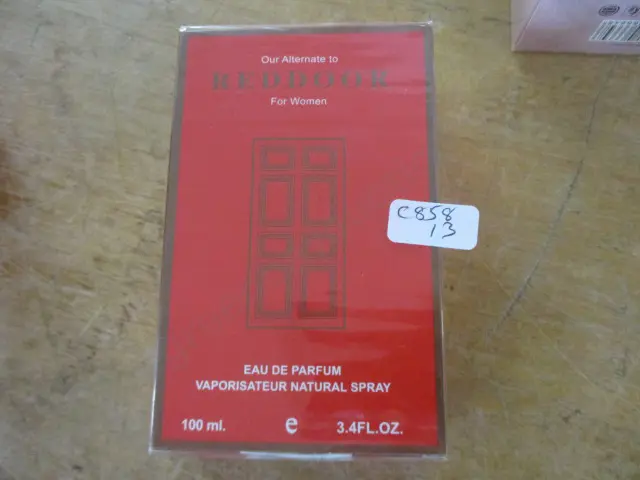 Our Alternate to
REDDOOR
For Women
C858
13
EAU DE PARFUM
VAPORISATEUR NATURAL SPRAY
100 ml. e 3.4FL.OZ.